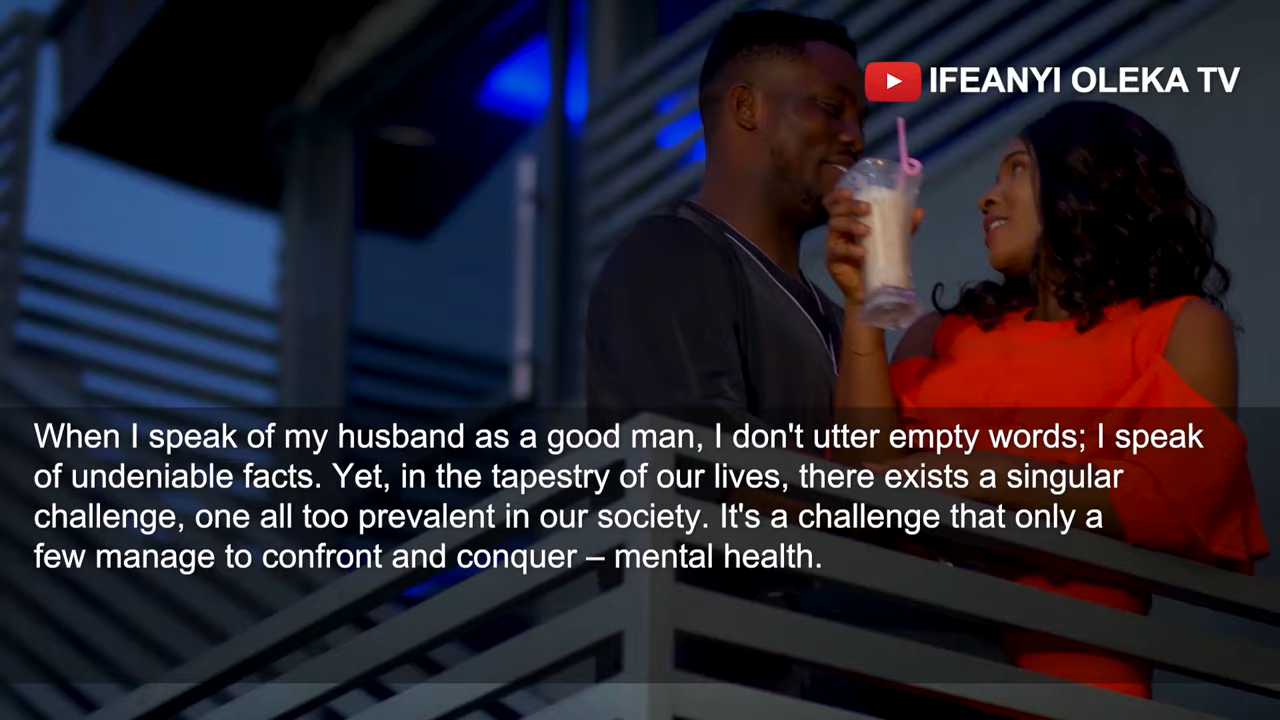 IFEANYI OLEKA TV
When I speak of my husband as a good man, I don't utter empty words; I speak
of undeniable facts. Yet, in the tapestry of our lives, there exists a singular
challenge, one all too prevalent in our society. It's a challenge that only a
few manage to confront and conquer – mental health.